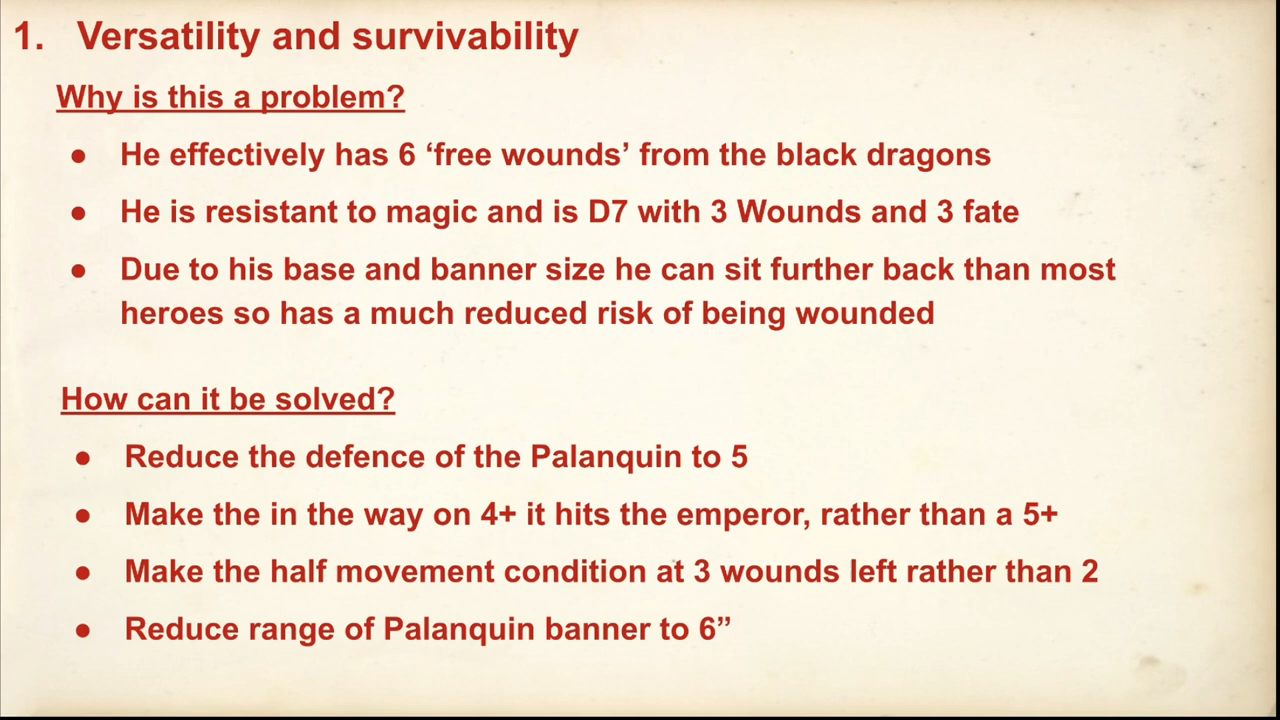 1. Versatility and survivability
Why is this a problem?
● He effectively has 6 ‘free wounds’ from the black dragons
● He is resistant to magic and is D7 with 3 Wounds and 3 fate
● Due to his base and banner size he can sit further back than most
heroes so has a much reduced risk of being wounded
How can it be solved?
● Reduce the defence of the Palanquin to 5
● Make the in the way on 4+ it hits the emperor, rather than a 5+
● Make the half movement condition at 3 wounds left rather than 2
● Reduce range of Palanquin banner to 6”